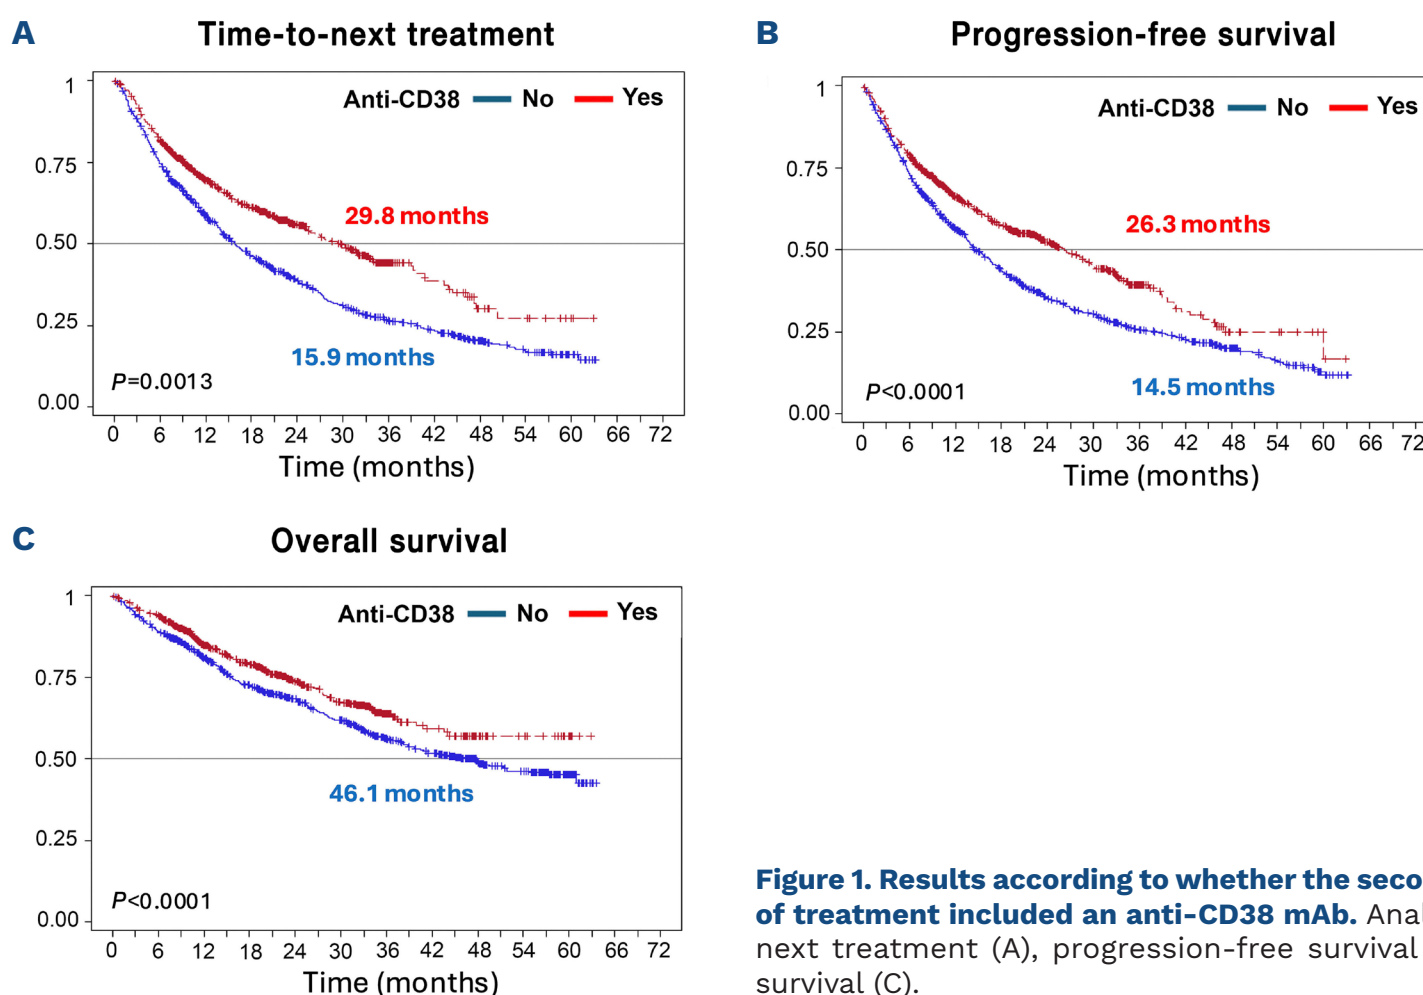 A
Time-to-next treatment
Anti-CD38 No Yes
1
0.75
0.50
0.25
0.00
29.8 months
15.9 months
P=0.0013
0 6 12 18 24 30 36 42 48 54 60 66 72
Time (months)
B
Progression-free survival
Anti-CD38 No Yes
1
0.75
0.50
0.25
0.00
26.3 months
14.5 months
P<0.0001
0 6 12 18 24 30 36 42 48 54 60 66 72
Time (months)
C
Overall survival
Anti-CD38 No Yes
1
0.75
0.50
0.25
0.00
46.1 months
P<0.0001
0 6 12 18 24 30 36 42 48 54 60 66 72
Time (months)
Figure 1. Results according to whether the seco
of treatment included an anti-CD38 mAb. Anal
next treatment (A), progression-free survival
survival (C).